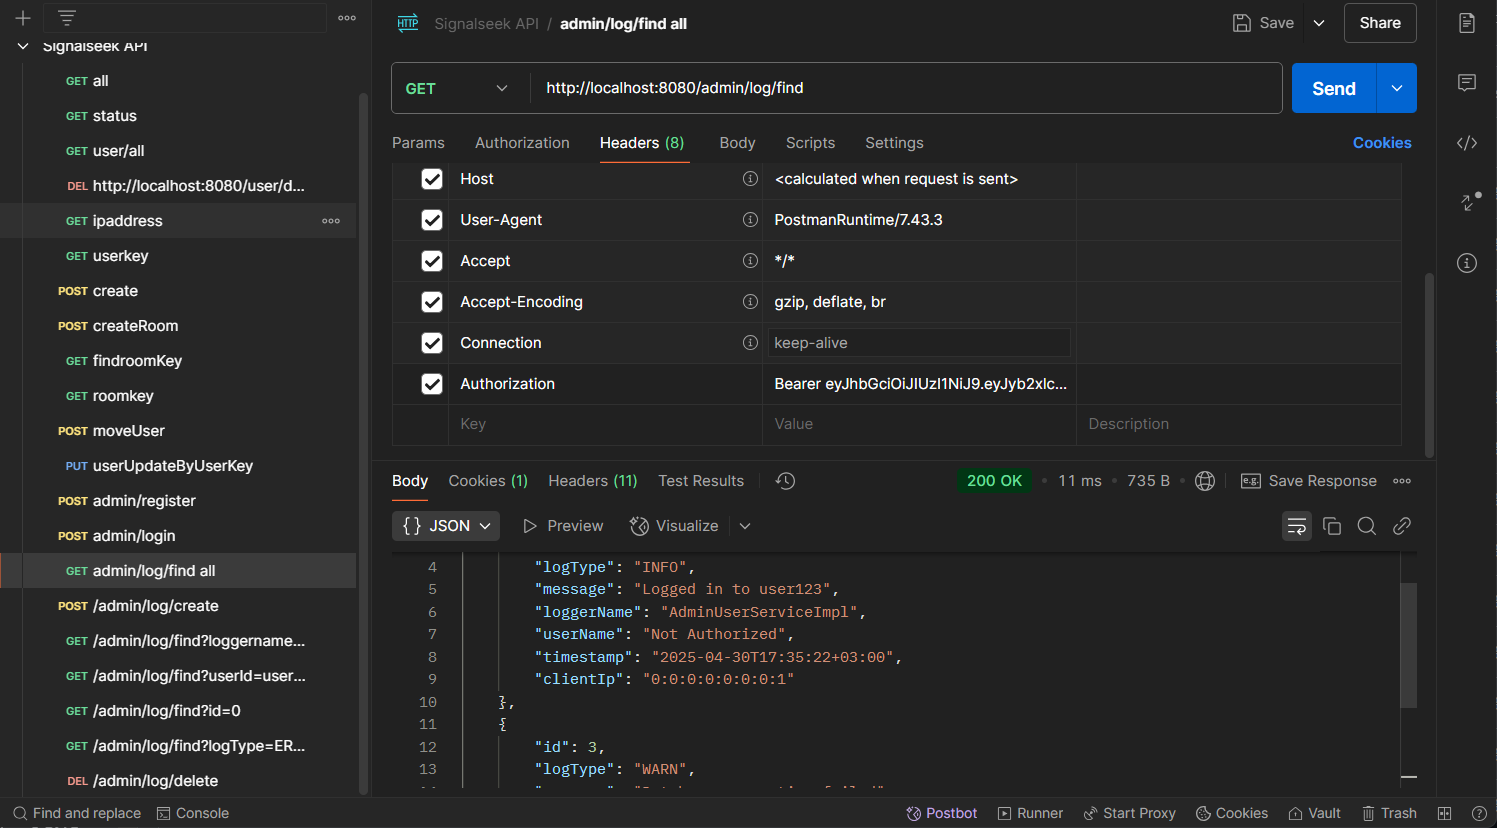 Signalseek API
GET all
GET status
GET user/all
DEL http://localhost:8080/user/d...
GET ipaddress
GET userkey
POST create
POST createRoom
GET findroomKey
GET roomkey
POST moveUser
PUT userUpdateByUserKey
POST admin/register
POST admin/login
GET admin/log/find all
POST /admin/log/create
GET /admin/log/find?loggername...
GET /admin/log/find?userId=user...
GET /admin/log/find?id=0
GET /admin/log/find?logType=ER...
DEL /admin/log/delete
HTTP Signalseek API / admin/log/find all
Save
Share
GET http://localhost:8080/admin/log/find
Send
Params Authorization Headers (8) Body Scripts Settings Cookies
Host <calculated when request is sent>
User-Agent PostmanRuntime/7.43.3
Accept */*
Accept-Encoding gzip, deflate, br
Connection keep-alive
Authorization Bearer eyJhbGciOiJIUzI1NiJ9.eyJyb2xlc...
Key Value Description
Body Cookies (1) Headers (11) Test Results 200 OK • 11 ms • 735 B e.g. Save Response
{} JSON Preview Visualize
4 "logType": "INFO",
5 "message": "Logged in to user123",
6 "loggerName": "AdminUserServiceImpl",
7 "userName": "Not Authorized",
8 "timestamp": "2025-04-30T17:35:22+03:00",
9 "clientIp": "0:0:0:0:0:0:0:1"
10 },
11 {
12 "id": 3,
13 "logType": "WARN",
Find and replace Console Postbot Runner Start Proxy Cookies Vault Trash